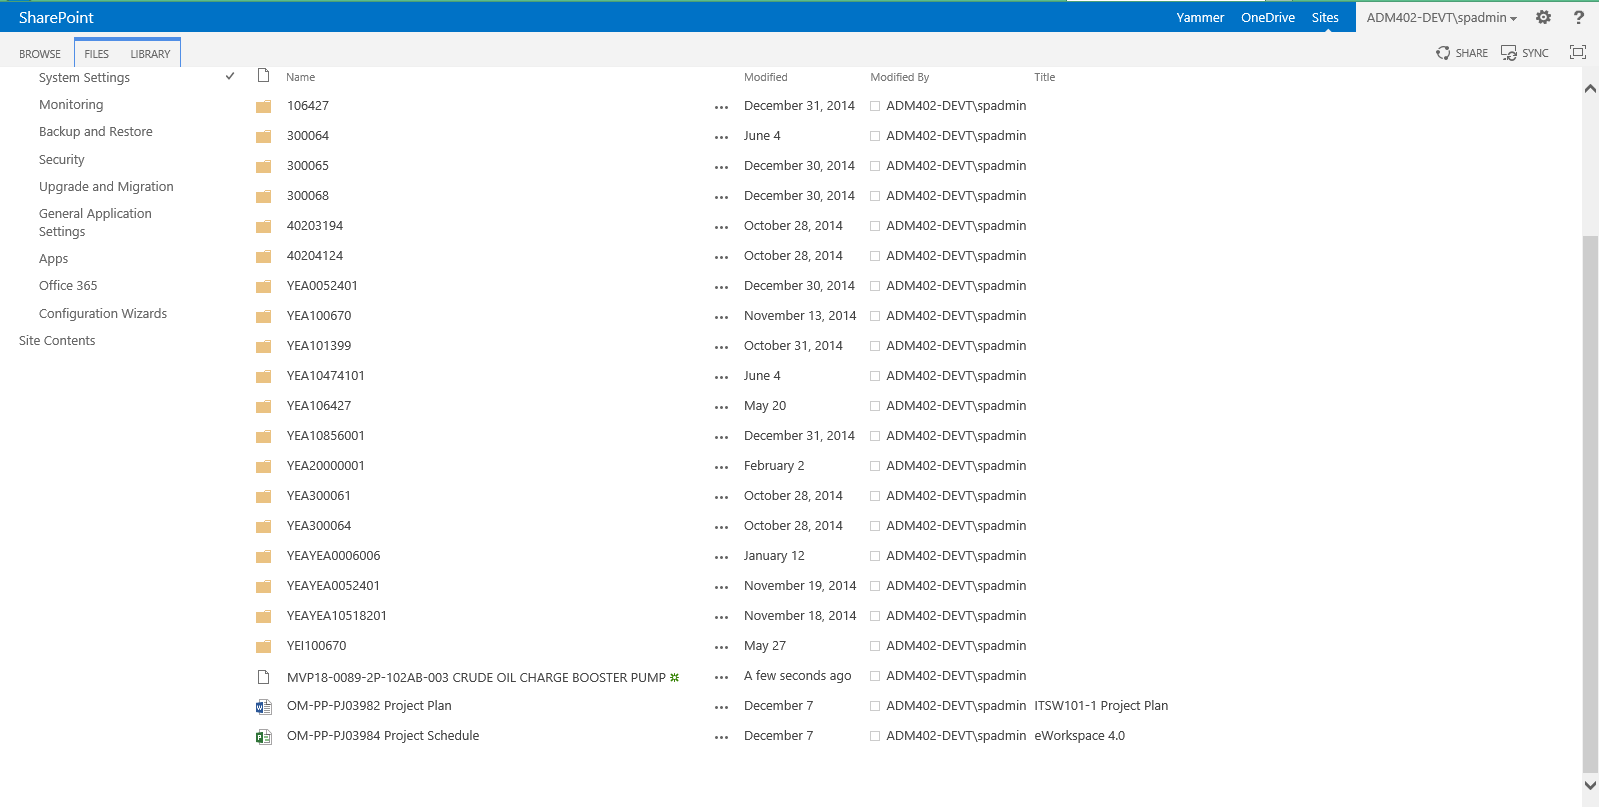 SharePoint Yammer OneDrive Sites ADM402-DEVT\spadmin ?
BROWSE FILES LIBRARY SHARE SYNC
System Settings
Monitoring
Backup and Restore
Security
Upgrade and Migration
General Application
Settings
Apps
Office 365
Configuration Wizards
Site Contents
Name Modified Modified By Title
106427 ... December 31, 2014 ADM402-DEVT\spadmin
300064 ... June 4 ADM402-DEVT\spadmin
300065 ... December 30, 2014 ADM402-DEVT\spadmin
300068 ... December 30, 2014 ADM402-DEVT\spadmin
40203194 ... October 28, 2014 ADM402-DEVT\spadmin
40204124 ... October 28, 2014 ADM402-DEVT\spadmin
YEA0052401 ... December 30, 2014 ADM402-DEVT\spadmin
YEA100670 ... November 13, 2014 ADM402-DEVT\spadmin
YEA101399 ... October 31, 2014 ADM402-DEVT\spadmin
YEA10474101 ... June 4 ADM402-DEVT\spadmin
YEA106427 ... May 20 ADM402-DEVT\spadmin
YEA10856001 ... December 31, 2014 ADM402-DEVT\spadmin
YEA20000001 ... February 2 ADM402-DEVT\spadmin
YEA300061 ... October 28, 2014 ADM402-DEVT\spadmin
YEA300064 ... October 28, 2014 ADM402-DEVT\spadmin
YEAYEA0006006 ... January 12 ADM402-DEVT\spadmin
YEAYEA0052401 ... November 19, 2014 ADM402-DEVT\spadmin
YEAYEA10518201 ... November 18, 2014 ADM402-DEVT\spadmin
YEI100670 ... May 27 ADM402-DEVT\spadmin
MVP18-0089-2P-102AB-003 CRUDE OIL CHARGE BOOSTER PUMP ... A few seconds ago ADM402-DEVT\spadmin
OM-PP-PJ03982 Project Plan ... December 7 ADM402-DEVT\spadmin ITSW101-1 Project Plan
OM-PP-PJ03984 Project Schedule ... December 7 ADM402-DEVT\spadmin eWorkspace 4.0